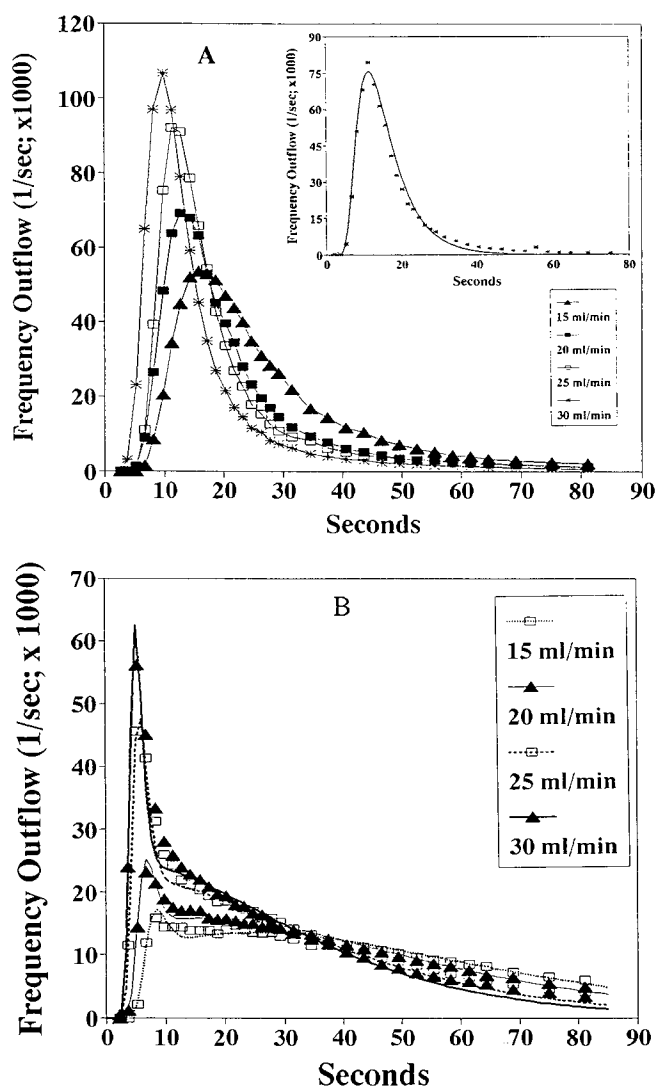 A
Frequency Outflow (1/sec; x1000)
120
100
80
60
40
20
0
0 10 20 30 40 50 60 70 80 90
Seconds
Frequency Outflow (1/sec; x1000)
90
75
60
45
30
15
0
0 20 40 60 80
Seconds
15 ml/min
20 ml/min
25 ml/min
30 ml/min
B
Frequency Outflow (1/sec; x 1000)
70
60
50
40
30
20
10
0
0 10 20 30 40 50 60 70 80 90
Seconds
15 ml/min
20 ml/min
25 ml/min
30 ml/min